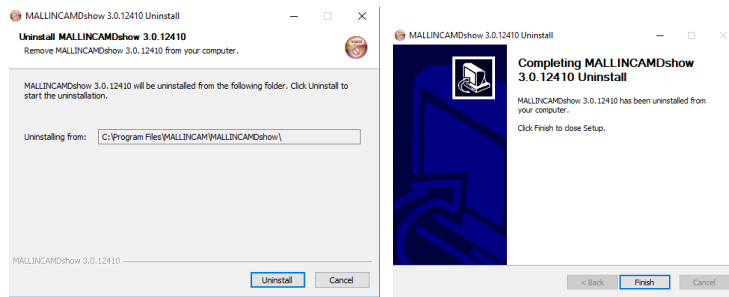 MALLINCAMDshow 3.0.12410 Uninstall
Uninstall MALLINCAMDshow 3.0.12410
Remove MALLINCAMDshow 3.0.12410 from your computer.
MALLINCAMDshow 3.0.12410 will be uninstalled from the following folder. Click Uninstall to
start the uninstallation.
Uninstalling from: C:\Program Files\MALLINCAM\MALLINCAMDshow\
MALLINCAMDshow 3.0.12410
Uninstall Cancel
MALLINCAMDshow 3.0.12410 Uninstall
Completing MALLINCAMDshow
3.0.12410 Uninstall
MALLINCAMDshow 3.0.12410 has been uninstalled from
your computer.
Click Finish to close Setup.
< Back Finish Cancel